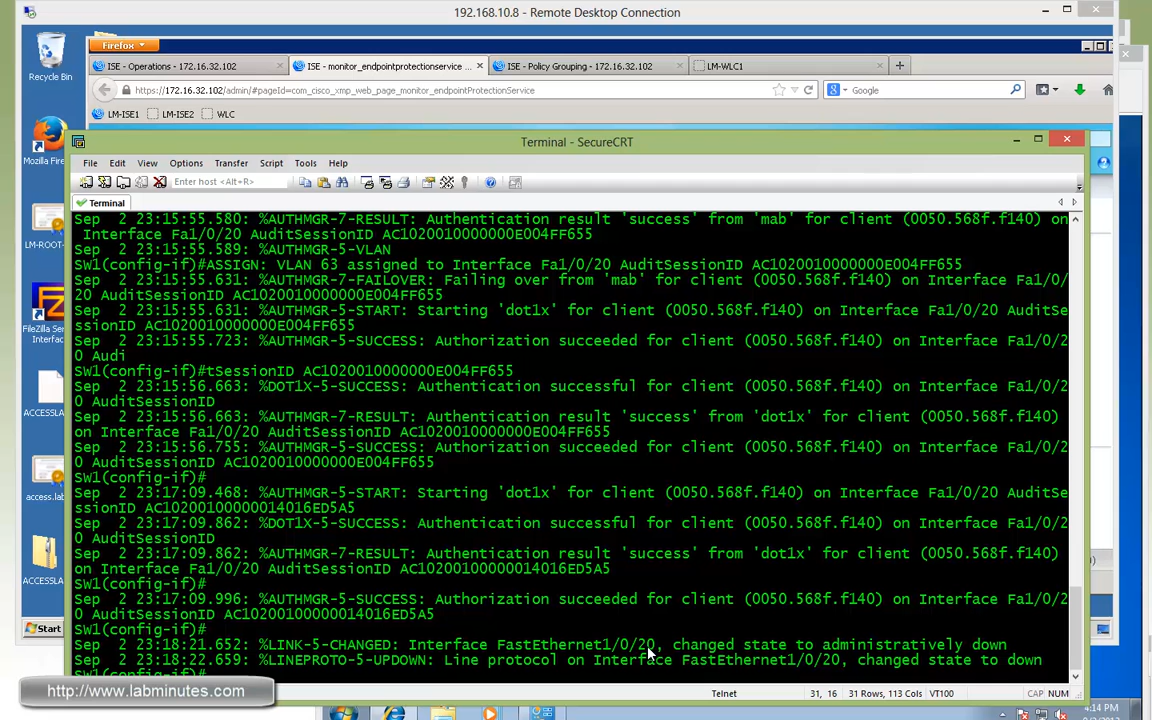 192.168.10.8 - Remote Desktop Connection
Recycle Bin
Firefox
ISE - Operations - 172.16.32.102
ISE - monitor_endpointprotectionservice ...
ISE - Policy Grouping - 172.16.32.102
LM-WLC1
https://172.16.32.102/admin/#pageId=com_cisco_xmp_web_page_monitor_endpointProtectionService
Google
LM-ISE1
LM-ISE2
WLC
Mozilla Fire
Terminal - SecureCRT
File Edit View Options Transfer Script Tools Help
Enter host <Alt+R>
Terminal
Sep  2 23:15:55.580: %AUTHMGR-7-RESULT: Authentication result 'success' from 'mab' for client (0050.568f.f140) on
Interface Fa1/0/20 AuditSessionID AC1020010000000E004FF655
Sep  2 23:15:55.589: %AUTHMGR-5-VLAN
SW1(config-if)#ASSIGN: VLAN 63 assigned to Interface Fa1/0/20 AuditSessionID AC1020010000000E004FF655
Sep  2 23:15:55.631: %AUTHMGR-7-FAILOVER: Failing over from 'mab' for client (0050.568f.f140) on Interface Fa1/0/
20 AuditSessionID AC1020010000000E004FF655
Sep  2 23:15:55.631: %AUTHMGR-5-START: Starting 'dot1x' for client (0050.568f.f140) on Interface Fa1/0/20 AuditSe
ssionID AC1020010000000E004FF655
Sep  2 23:15:55.723: %AUTHMGR-5-SUCCESS: Authorization succeeded for client (0050.568f.f140) on Interface Fa1/0/2
0 Audi
SW1(config-if)#tSessionID AC1020010000000E004FF655
Sep  2 23:15:56.663: %DOT1X-5-SUCCESS: Authentication successful for client (0050.568f.f140) on Interface Fa1/0/2
0 AuditSessionID
Sep  2 23:15:56.663: %AUTHMGR-7-RESULT: Authentication result 'success' from 'dot1x' for client (0050.568f.f140)
on Interface Fa1/0/20 AuditSessionID AC1020010000000E004FF655
Sep  2 23:15:56.755: %AUTHMGR-5-SUCCESS: Authorization succeeded for client (0050.568f.f140) on Interface Fa1/0/2
0 AuditSessionID AC1020010000000E004FF655
SW1(config-if)#
Sep  2 23:17:09.468: %AUTHMGR-5-START: Starting 'dot1x' for client (0050.568f.f140) on Interface Fa1/0/20 AuditSe
ssionID AC102001000000014016ED5A5
Sep  2 23:17:09.862: %DOT1X-5-SUCCESS: Authentication successful for client (0050.568f.f140) on Interface Fa1/0/2
0 AuditSessionID
Sep  2 23:17:09.862: %AUTHMGR-7-RESULT: Authentication result 'success' from 'dot1x' for client (0050.568f.f140)
on Interface Fa1/0/20 AuditSessionID AC10200100000014016ED5A5
SW1(config-if)#
Sep  2 23:17:09.996: %AUTHMGR-5-SUCCESS: Authorization succeeded for client (0050.568f.f140) on Interface Fa1/0/2
0 AuditSessionID AC10200100000014016ED5A5
SW1(config-if)#
Sep  2 23:18:21.652: %LINK-5-CHANGED: Interface FastEthernet1/0/20, changed state to administratively down
Sep  2 23:18:22.659: %LINEPROTO-5-UPDOWN: Line protocol on Interface FastEthernet1/0/20, changed state to down
SW1(config-if)#
LM-ROOT-
FileZilla Ser
Interface
ACCESSLA
access.lab
ACCESSLA
Start
http://www.labminutes.com
Telnet
31, 16
31 Rows, 113 Cols
VT100
CAP NUM
4:14 PM